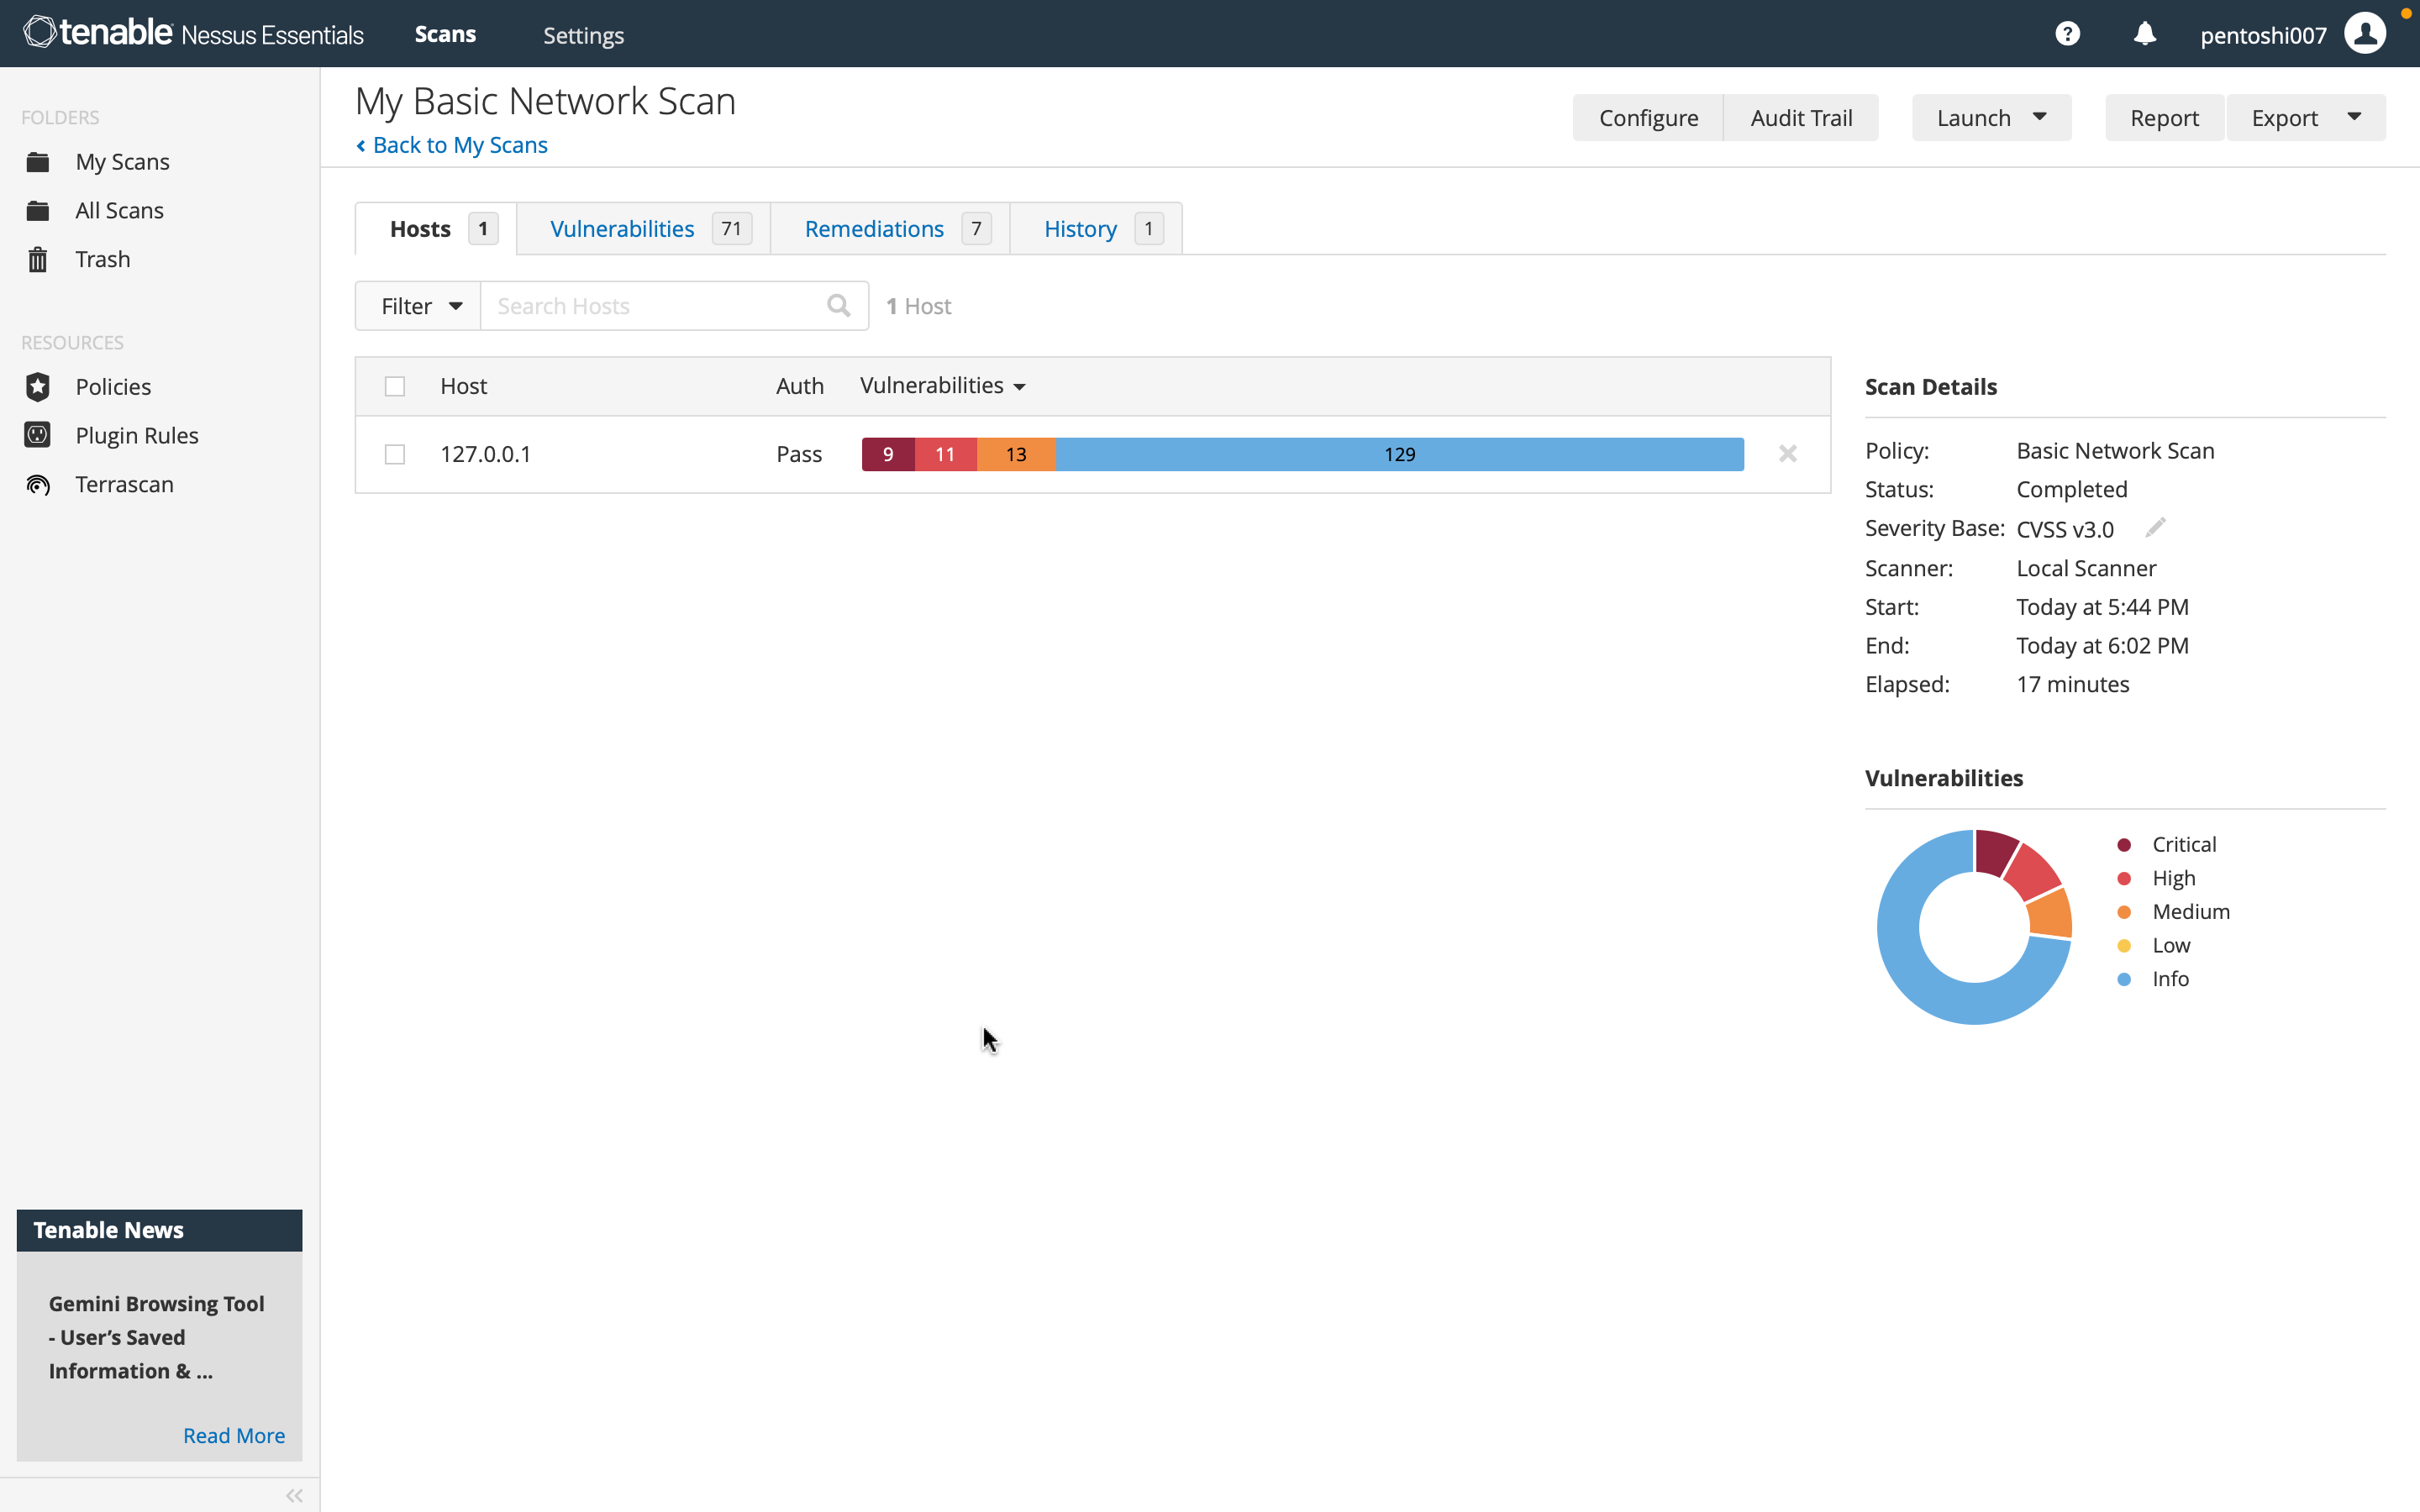 tenable Nessus Essentials Scans Settings pentoshi007
FOLDERS
My Scans
All Scans
Trash
RESOURCES
Policies
Plugin Rules
Terrascan
Tenable News
Gemini Browsing Tool
- User’s Saved
Information & ...
Read More
My Basic Network Scan
Back to My Scans
Configure Audit Trail Launch Report Export
Hosts 1 Vulnerabilities 71 Remediations 7 History 1
Filter Search Hosts 1 Host
Host Auth Vulnerabilities
127.0.0.1 Pass 9 11 13 129
Scan Details
Policy: Basic Network Scan
Status: Completed
Severity Base: CVSS v3.0
Scanner: Local Scanner
Start: Today at 5:44 PM
End: Today at 6:02 PM
Elapsed: 17 minutes
Vulnerabilities
Critical
High
Medium
Low
Info